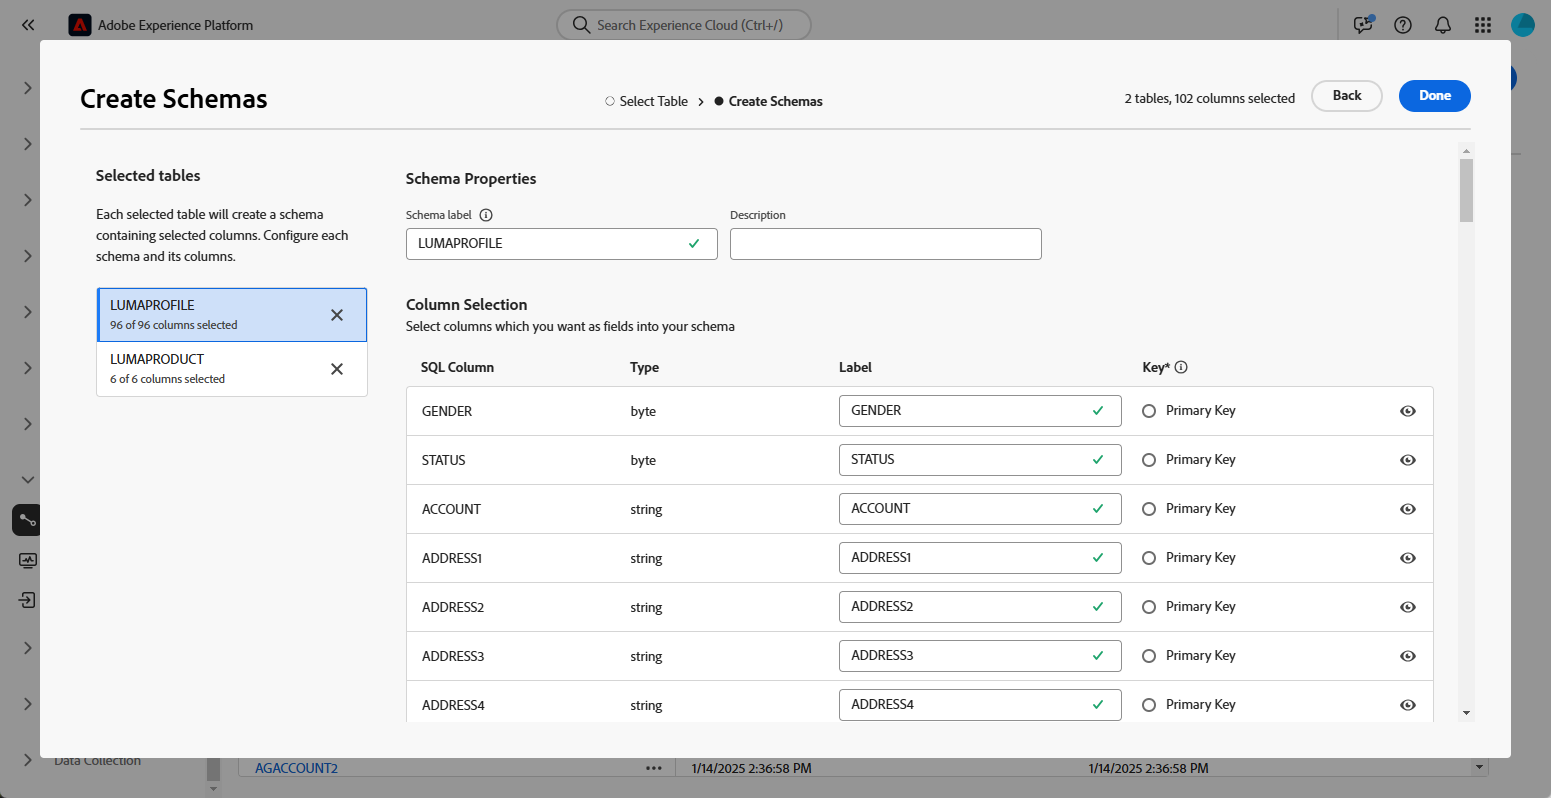 Adobe Experience Platform
Search Experience Cloud (Ctrl+/)
Create Schemas
Select Table
Create Schemas
2 tables, 102 columns selected
Back
Done
Selected tables
Each selected table will create a schema
containing selected columns. Configure each
schema and its columns.
LUMAPROFILE
96 of 96 columns selected
LUMAPRODUCT
6 of 6 columns selected
Schema Properties
Schema label
Description
LUMAPROFILE
Column Selection
Select columns which you want as fields into your schema
SQL Column Type Label Key*
GENDER byte GENDER Primary Key
STATUS byte STATUS Primary Key
ACCOUNT string ACCOUNT Primary Key
ADDRESS1 string ADDRESS1 Primary Key
ADDRESS2 string ADDRESS2 Primary Key
ADDRESS3 string ADDRESS3 Primary Key
ADDRESS4 string ADDRESS4 Primary Key
Data Collection
AGACCOUNT2 1/14/2025 2:36:58 PM 1/14/2025 2:36:58 PM